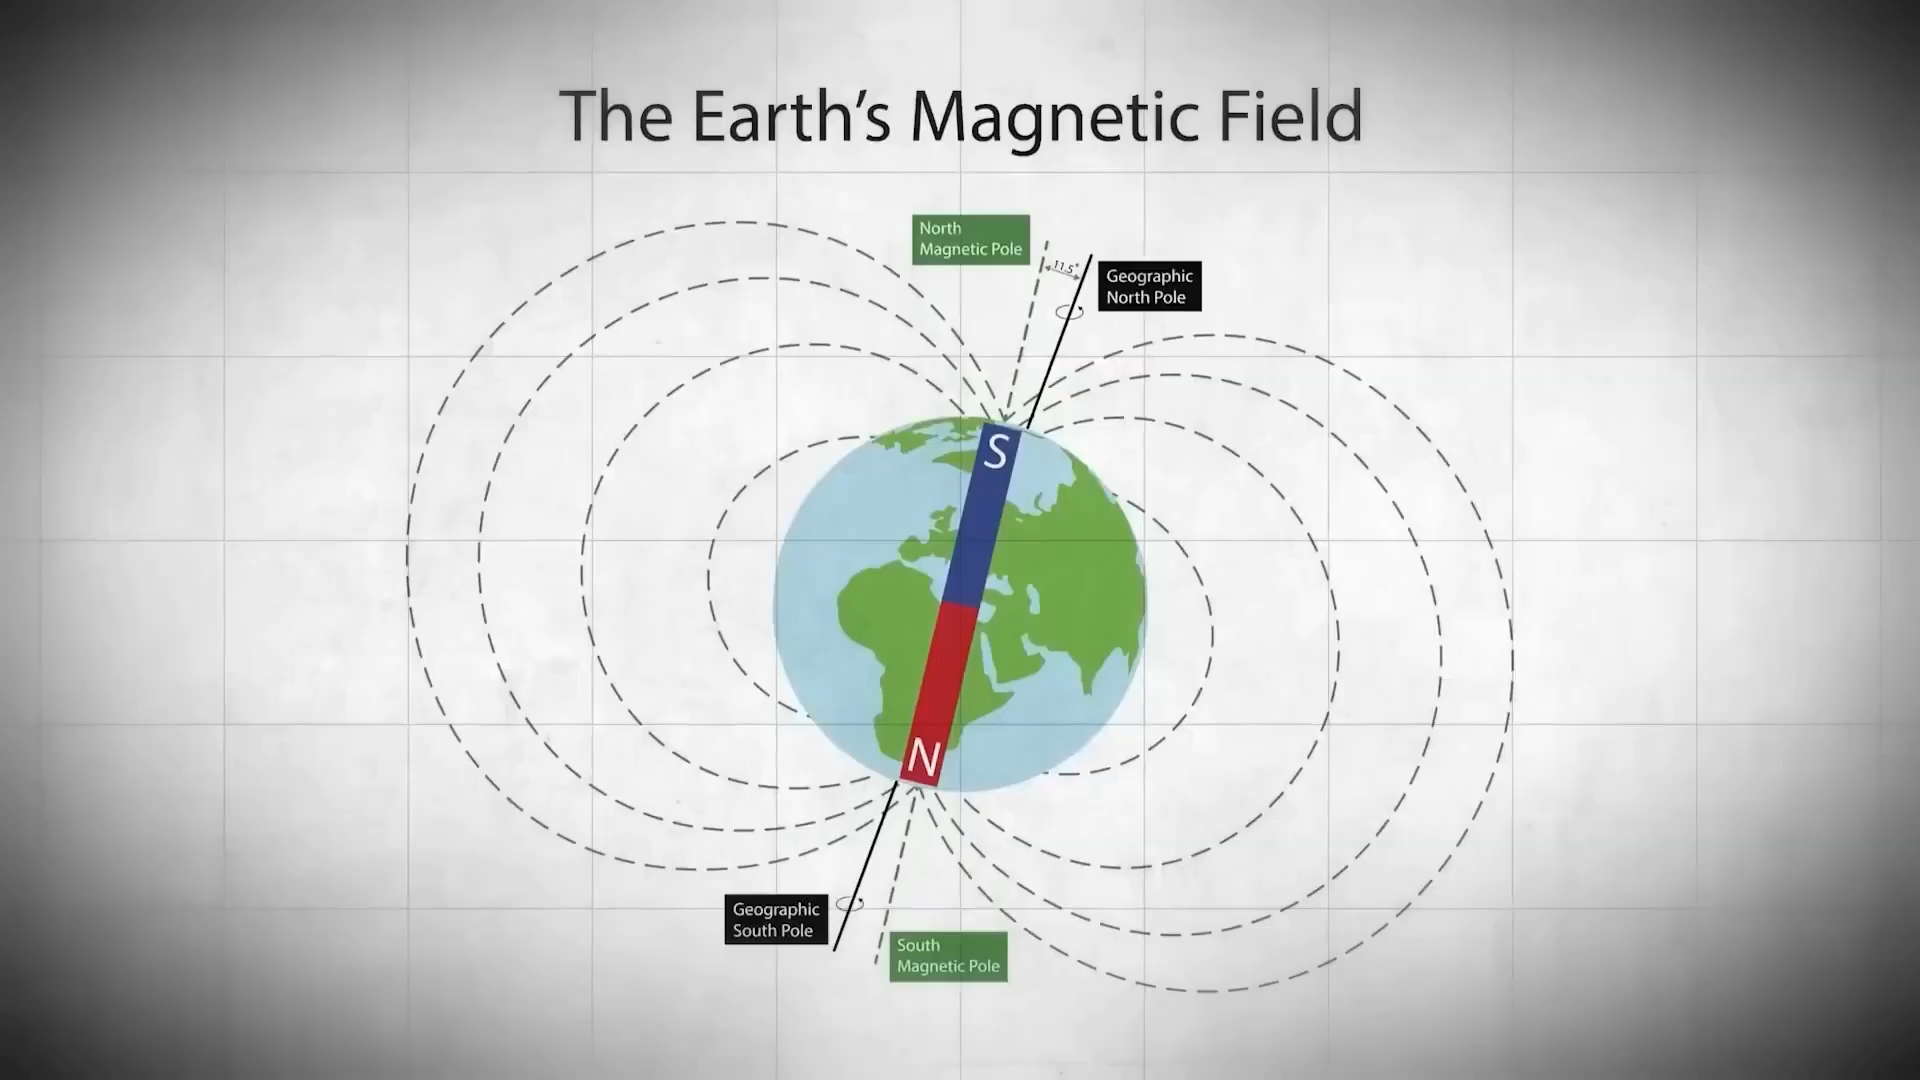 The Earth's Magnetic Field
North
Magnetic Pole
11.5°
Geographic
North Pole
S
N
Geographic
South Pole
South
Magnetic Pole